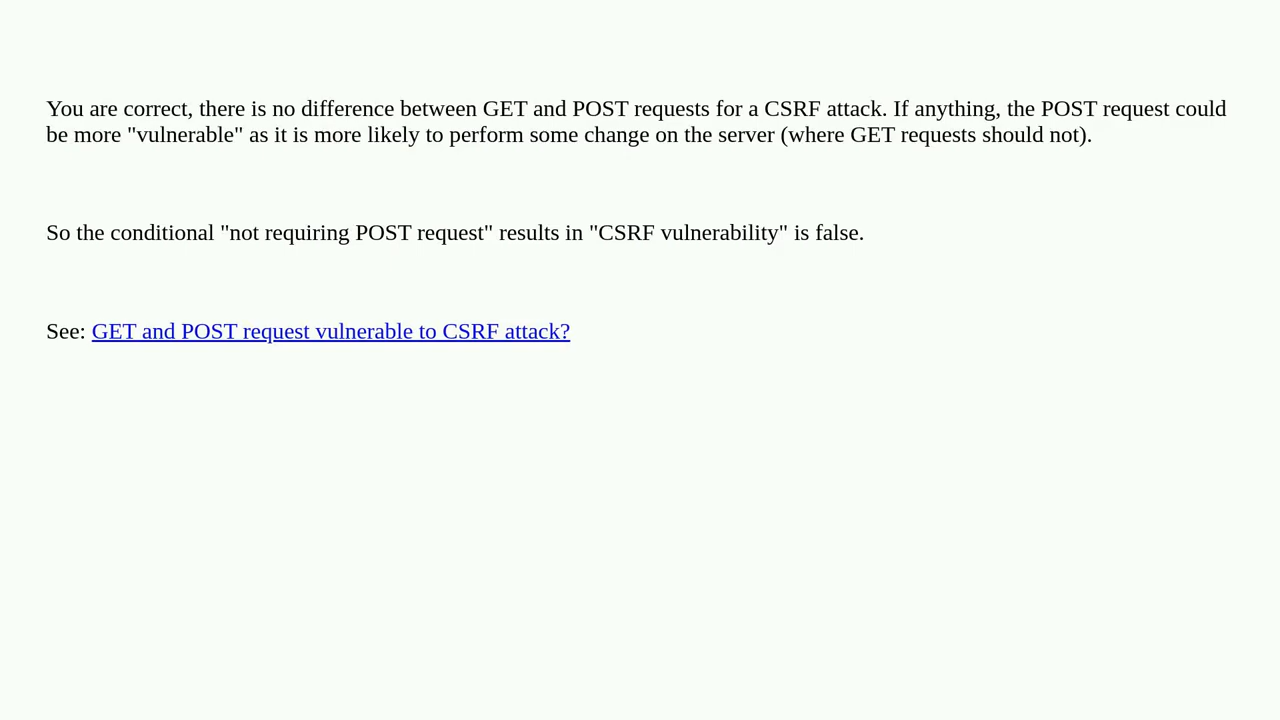 You are correct, there is no difference between GET and POST requests for a CSRF attack. If anything, the POST request could
be more "vulnerable" as it is more likely to perform some change on the server (where GET requests should not).
So the conditional "not requiring POST request" results in "CSRF vulnerability" is false.
See: GET and POST request vulnerable to CSRF attack?